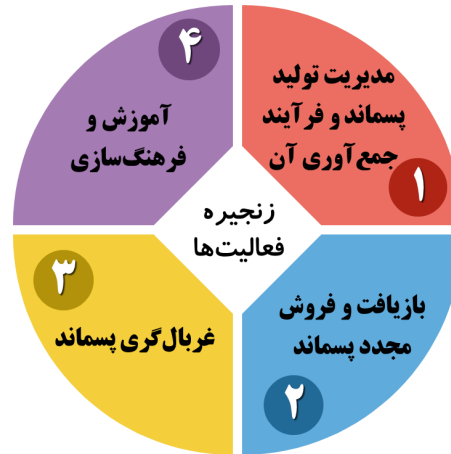 زنجیره
فعالیت‌ها
مدیریت تولید
پسماند و فرآیند
جمع‌آوری آن
۱
بازیافت و فروش
مجدد پسماند
۲
۳
غربال‌گری پسماند
۴
آموزش و
فرهنگ‌سازی